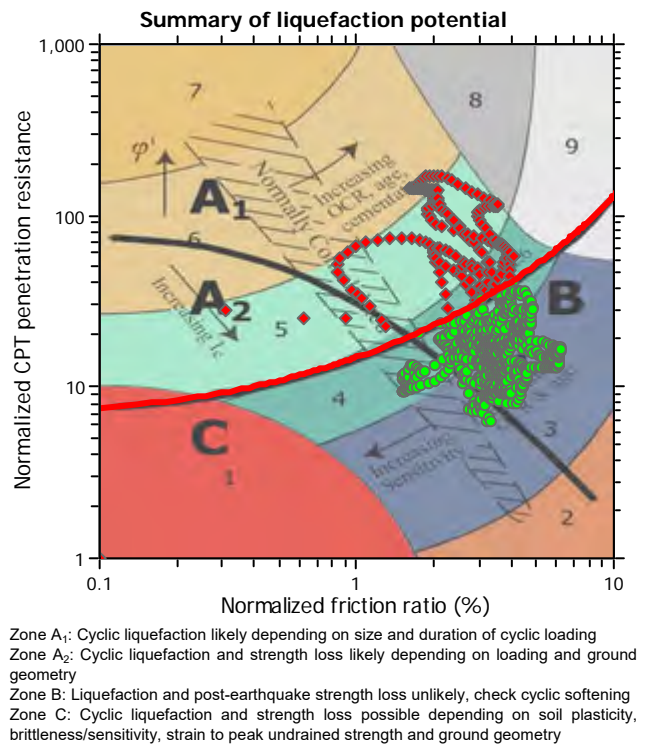 Summary of liquefaction potential
1,000
7
8
9
φ'
Increasing
OCR, age,
cementa
Normally Co
A1
100
6
A2
Increasing Ic
5
B
10
4
C
1
Increasing
Sensitivity
3
2
1
0.1
1
10
Normalized CPT penetration resistance
Normalized friction ratio (%)
Zone A1: Cyclic liquefaction likely depending on size and duration of cyclic loading
Zone A2: Cyclic liquefaction and strength loss likely depending on loading and ground
geometry
Zone B: Liquefaction and post-earthquake strength loss unlikely, check cyclic softening
Zone C: Cyclic liquefaction and strength loss possible depending on soil plasticity,
brittleness/sensitivity, strain to peak undrained strength and ground geometry